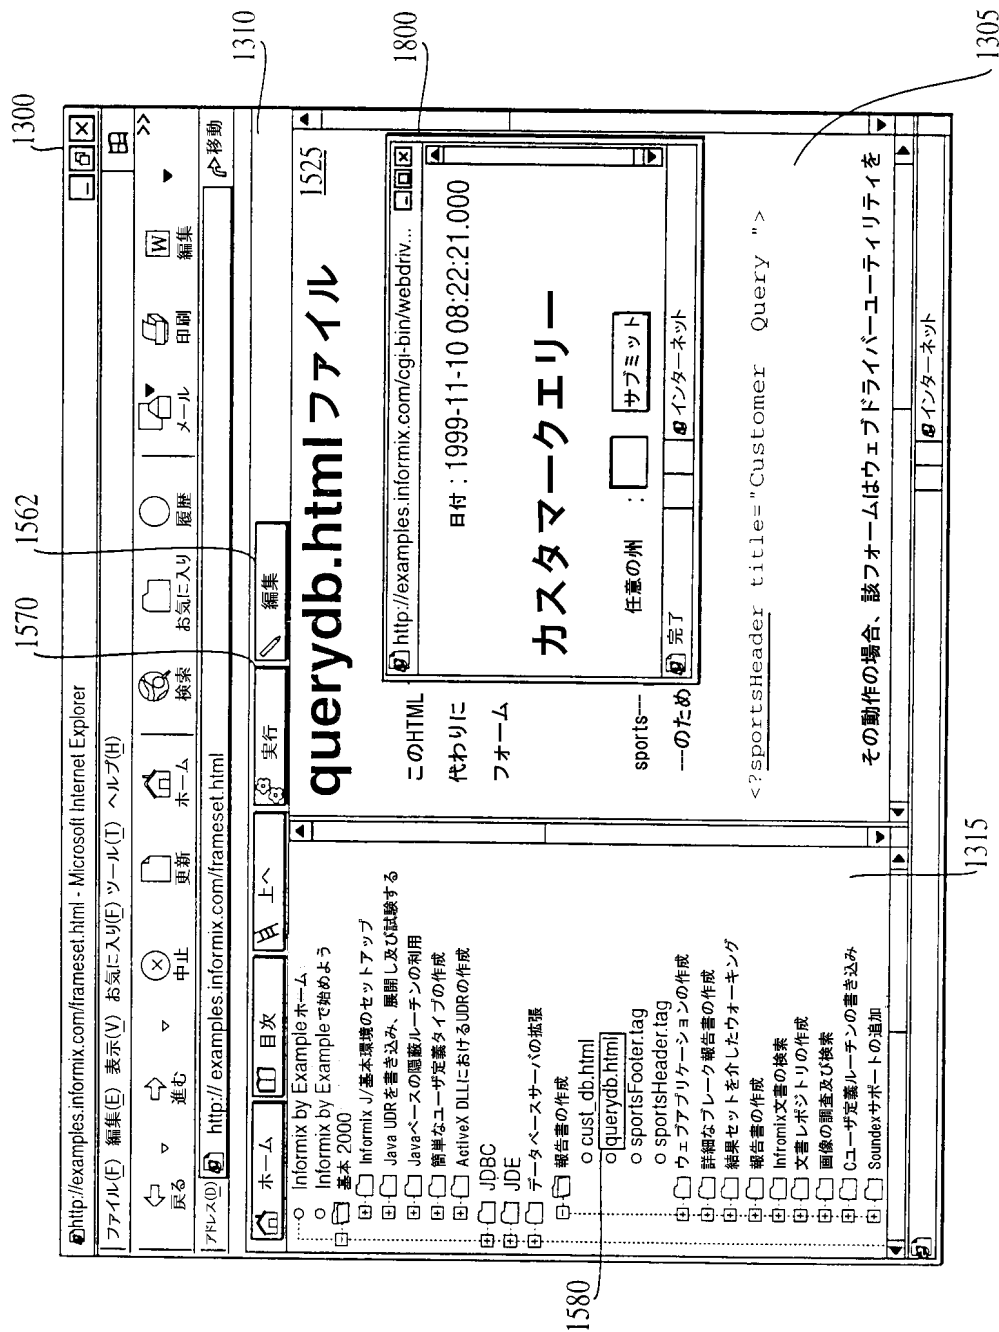 1300
http://examples.informix.com/frameset.html - Microsoft Internet Explorer
ファイル(F) 編集(E) 表示(V) お気に入り(F) ツール(T) ヘルプ(H)
戻る 進む 中止 更新 ホーム 検索 お気に入り 履歴 メール 印刷 編集 >>
アドレス(D) http:// examples.informix.com/frameset.html 移動
1570
1562
1310
ホーム 目次 上へ 実行 編集
Informix by Exampleホーム
Informix by Exampleで始めよう
基本 2000
Informix J/基本環境のセットアップ
Java UDRを書き込み、展開し及び試験する
Javaベースの隠蔽ルーチンの利用
簡単なユーザ定義タイプの作成
ActiveX DLLにおけるUDRの作成
JDBC
JDE
データベースサーバの拡張
報告書の作成
cust_db.html
querydb.html
sportsFooter.tag
sportsHeader.tag
ウェブアプリケーションの作成
詳細なブレーク報告書の作成
結果セットを介したウォーキング
報告書の作成
Infromix文書の検索
文書レポジトリの作成
画像の調査及び検索
Cユーザ定義ルーチンの書き込み
Soundexサポートの追加
1580
1315
querydb.htmlファイル
1525
このHTML
代わりに
フォーム
sports---
---のため
1800
http://examples.informix.com/cgi-bin/webdriv...
日付：1999-11-10 08:22:21.000
カスタマークエリー
任意の州 ： サブミット
完了 インターネット
<?sportsHeader title="Customer Query ">
その動作の場合、該フォームはウェブドライバーユーティリティを
1305
インターネット